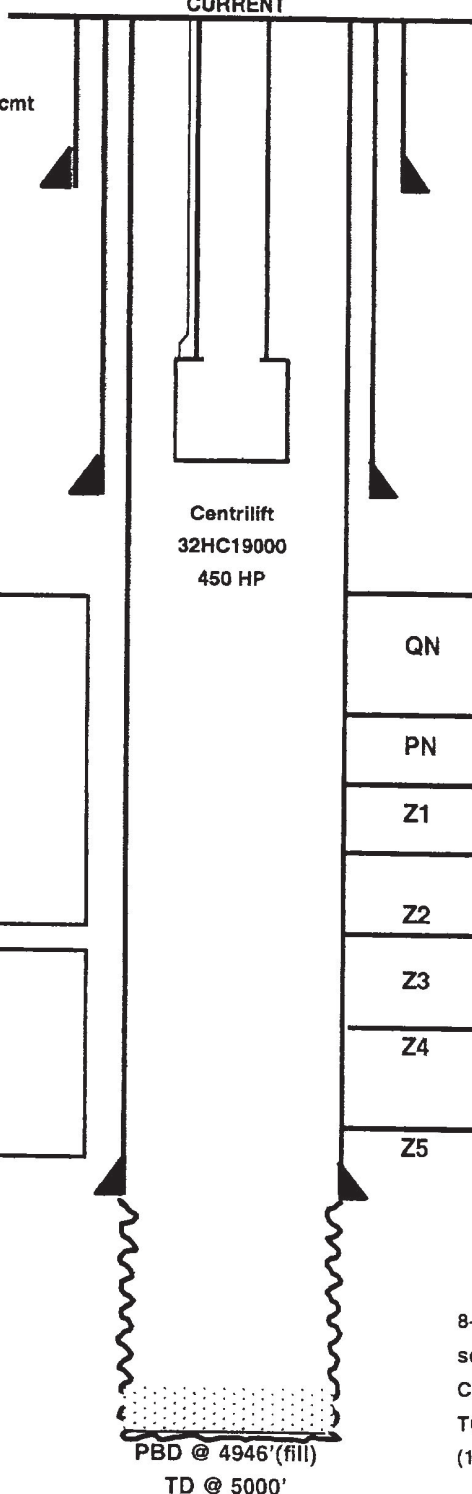 CURRENT
cmt
Centrilift
32HC19000
450 HP
QN
PN
Z1
Z2
Z3
Z4
Z5
PBD @ 4946'(fill)
TD @ 5000'